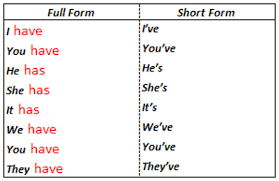 Full Form Short Form
I have I've
You have You've
He has He's
She has She's
It has It's
We have We've
You have You've
They have They've